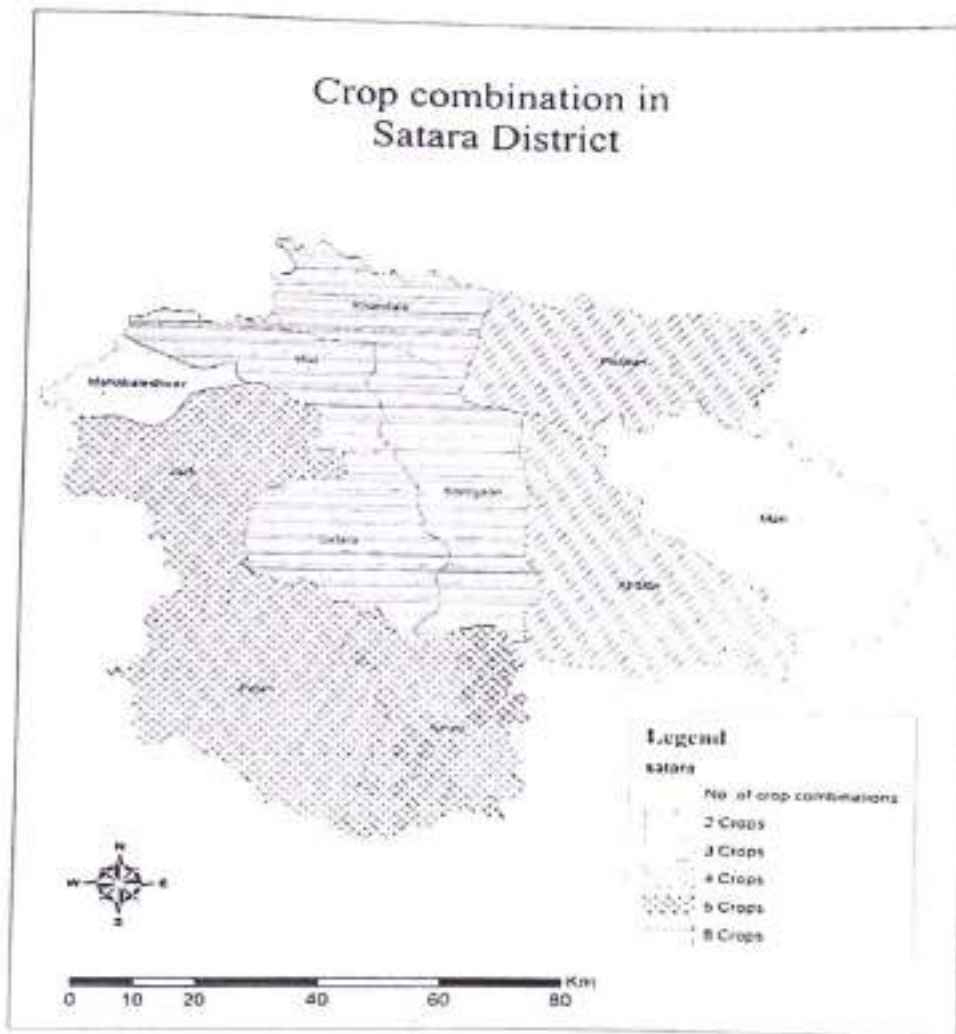 Crop combination in
Satara District
Khandala
Wai
Mahabaleshwar
Phaltan
Jaoli
Koregaon
Man
Satara
Khatav
Patan
Karad
Legend
satara
No of crop combinations
2 Crops
3 Crops
4 Crops
5 Crops
8 Crops
N
W
E
S
Km
0 10 20 40 60 80